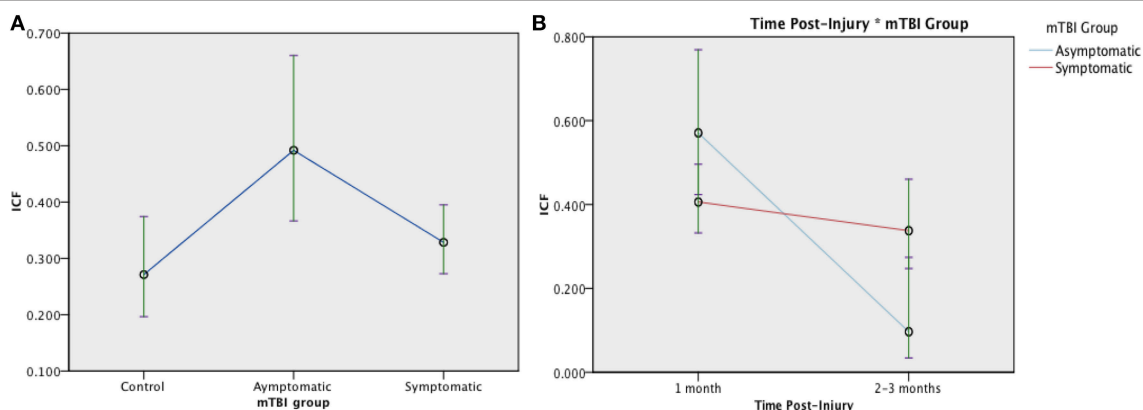 A
0.700
0.600
0.500
0.400
0.300
0.200
0.100
ICF
Control
Aymptomatic
Symptomatic
mTBI group
B
Time Post-Injury * mTBI Group
0.800
0.600
0.400
0.200
0.000
ICF
1 month
2-3 months
Time Post-Injury
mTBI Group
Asymptomatic
Symptomatic